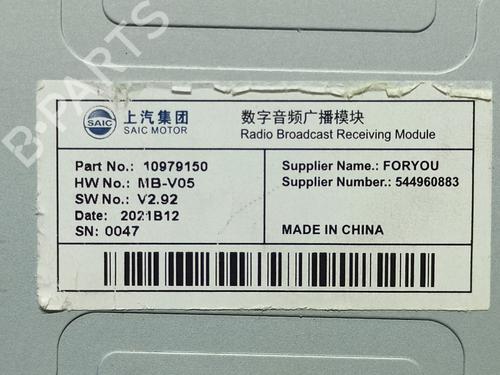 B-PARTS
SAIC
上汽集团
SAIC MOTOR
数字音频广播模块
Radio Broadcast Receiving Module
Part No.: 10979150
HW No.: MB-V05
SW No.: V2.92
Date: 2021B12
SN: 0047
Supplier Name.: FORYOU
Supplier Number.: 544960883
MADE IN CHINA